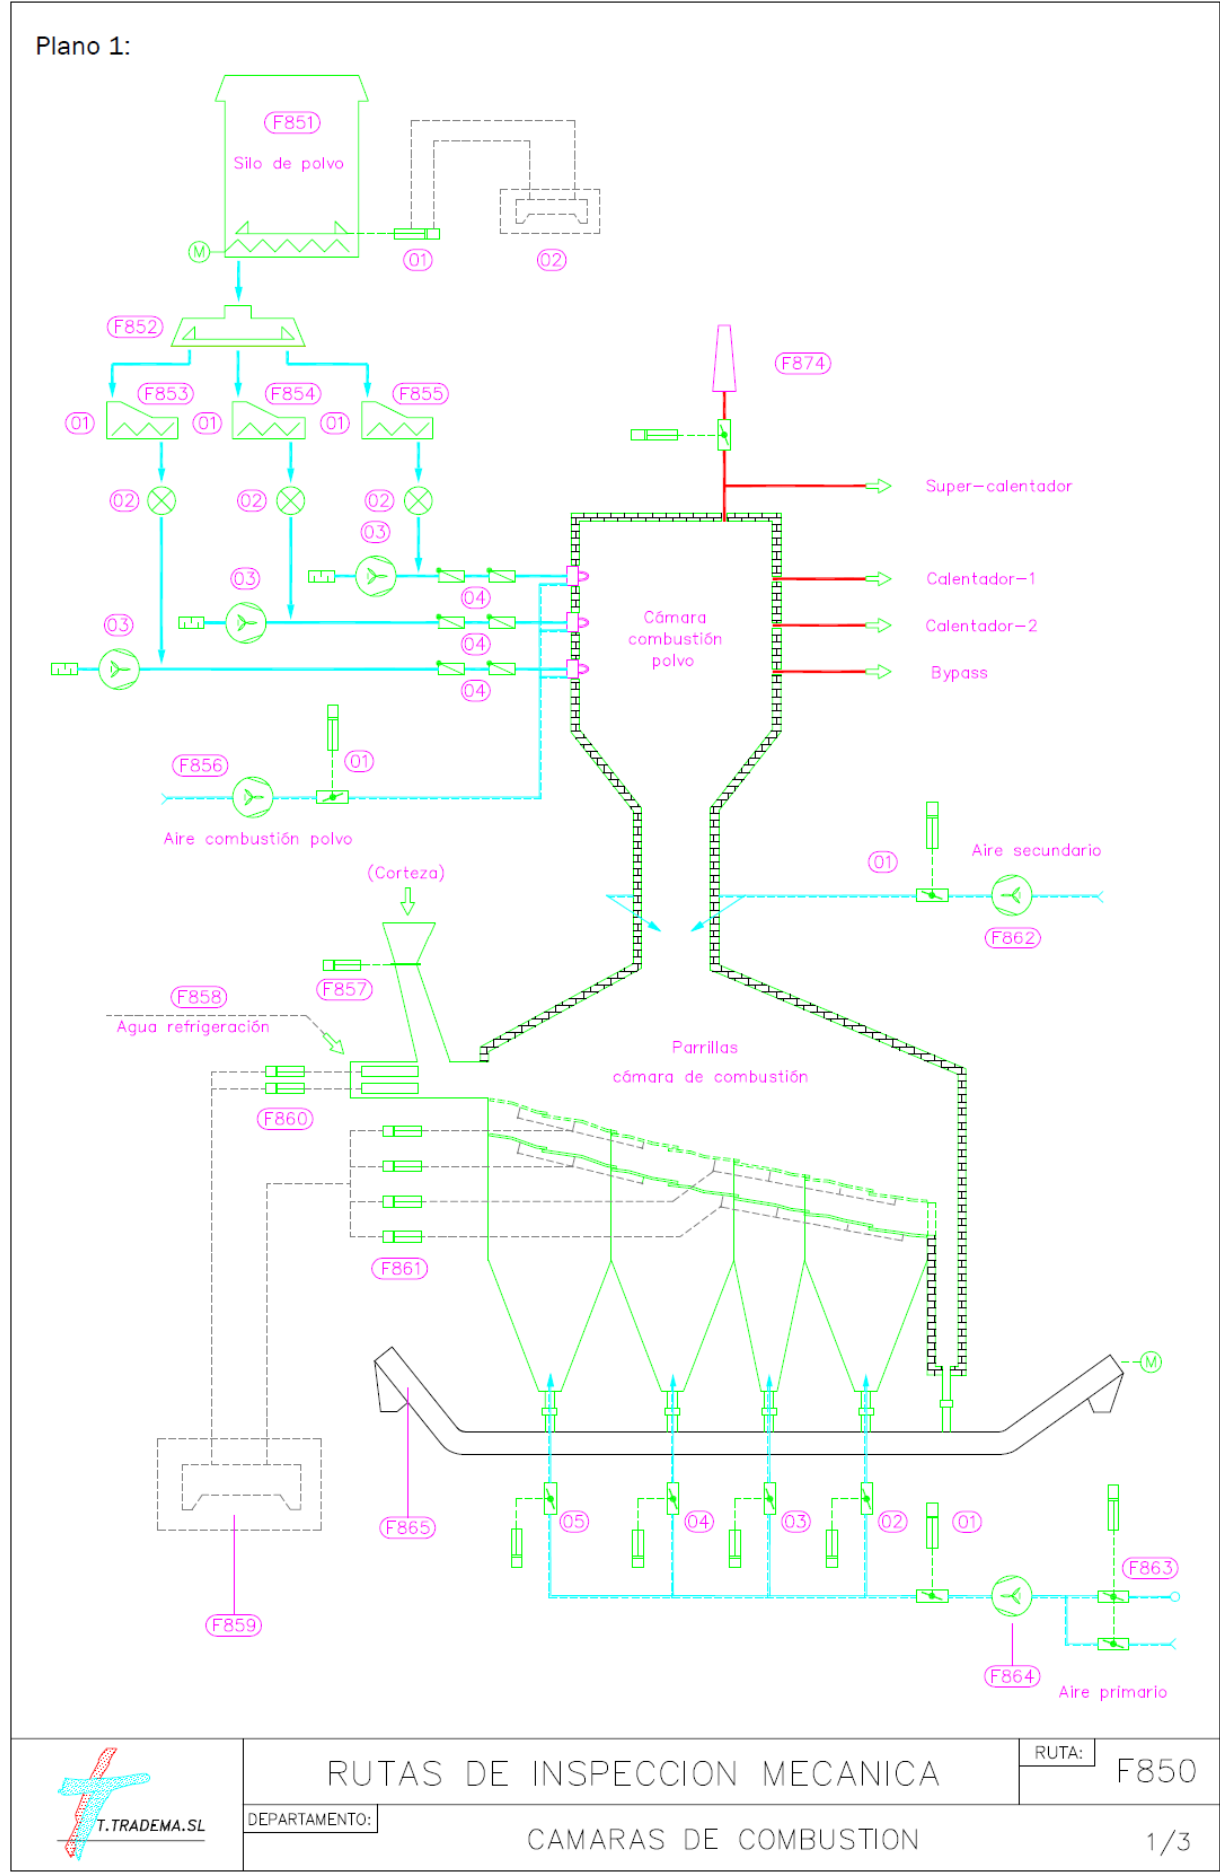 Plano 1:
F851
Silo de polvo
M
01
02
F852
F874
F853
F854
F855
01
01
01
Super-calentador
02
02
02
03
03
03
04
04
04
Calentador-1
Calentador-2
Bypass
Cámara
combustión
polvo
F856
01
Aire combustión polvo
Aire secundario
01
(Corteza)
F862
F857
F858
Agua refrigeración
Parrillas
cámara de combustión
F860
F861
M
F865
05
04
03
02
01
F863
F859
F864
Aire primario
T.TRADEMA.SL
RUTAS DE INSPECCION MECANICA
RUTA:
F850
DEPARTAMENTO:
CAMARAS DE COMBUSTION
1/3